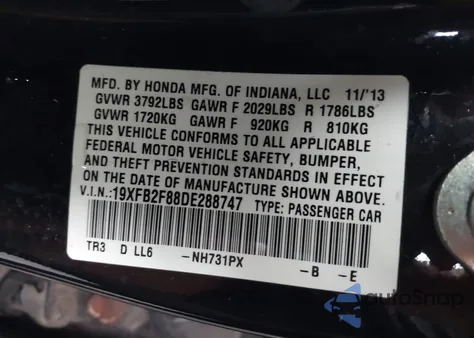 MFD. BY HONDA MFG. OF INDIANA, LLC 11/'13
GVWR 3792LBS GAWR F 2029LBS R 1786LBS
GVWR 1720KG GAWR F 920KG R 810KG
THIS VEHICLE CONFORMS TO ALL APPLICABLE
FEDERAL MOTOR VEHICLE SAFETY, BUMPER,
AND THEFT PREVENTION STANDARDS IN EFFECT
ON THE DATE OF MANUFACTURE SHOWN ABOVE.
V.I.N.:19XFB2F88DE288747 TYPE: PASSENGER CAR
TR3 D LL6 -NH731PX -B -E
autoSnap